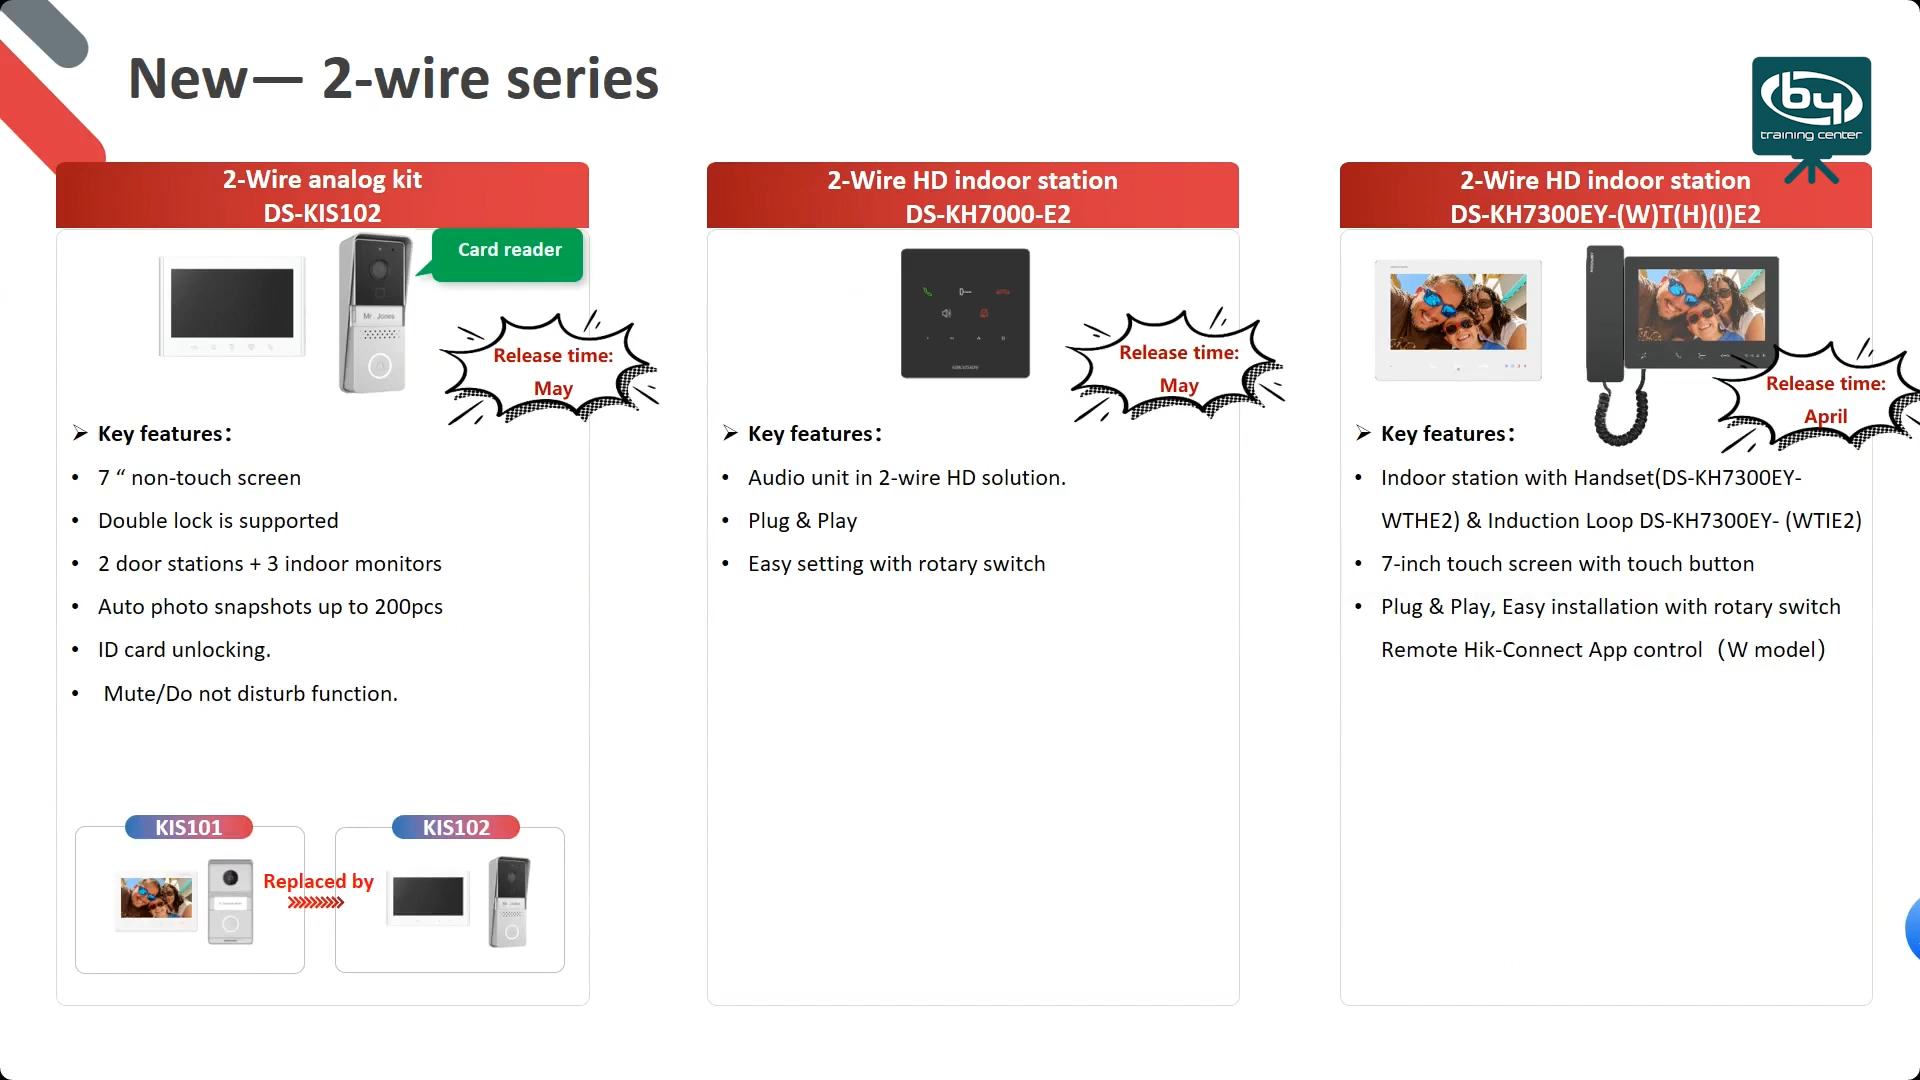 New— 2-wire series
by
training center
2-Wire analog kit
DS-KIS102
Card reader
Mr. Jones
Release time:
May
➢ Key features：
• 7 “ non-touch screen
• Double lock is supported
• 2 door stations + 3 indoor monitors
• Auto photo snapshots up to 200pcs
• ID card unlocking.
• Mute/Do not disturb function.
KIS101
Replaced by
KIS102
2-Wire HD indoor station
DS-KH7000-E2
HIKVISION
Release time:
May
➢ Key features：
• Audio unit in 2-wire HD solution.
• Plug & Play
• Easy setting with rotary switch
2-Wire HD indoor station
DS-KH7300EY-(W)T(H)(I)E2
Release time:
April
➢ Key features：
• Indoor station with Handset(DS-KH7300EY-
WTHE2) & Induction Loop DS-KH7300EY- (WTIE2)
• 7-inch touch screen with touch button
• Plug & Play, Easy installation with rotary switch
Remote Hik-Connect App control（W model）